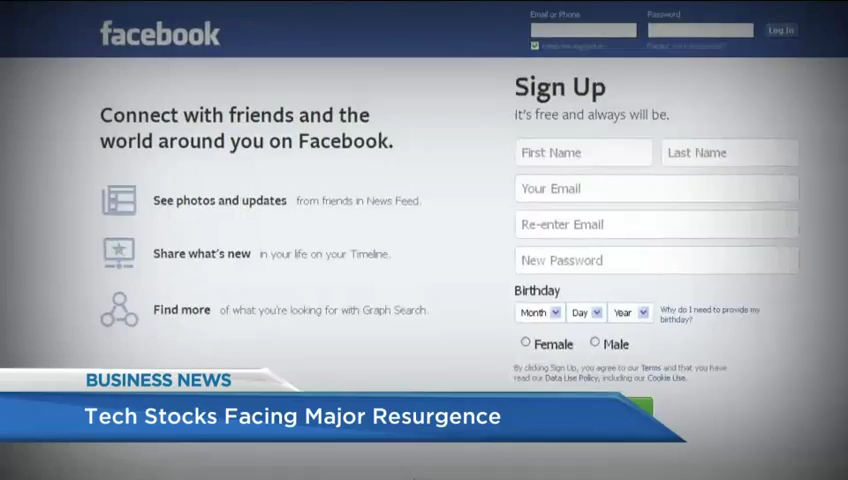 facebook
Email or Phone
Password
Log In
Sign Up
It's free and always will be.
Connect with friends and the
world around you on Facebook.
First Name
Last Name
Your Email
See photos and updates from friends in News Feed.
Re-enter Email
Share what's new in your life on your Timeline.
New Password
Birthday
Find more of what you're looking for with Graph Search.
Month Day Year
Why do I need to provide my
birthday?
Female Male
By clicking Sign Up, you agree to our Terms and that you have
read our Data Use Policy, including our Cookie Use.
BUSINESS NEWS
Tech Stocks Facing Major Resurgence